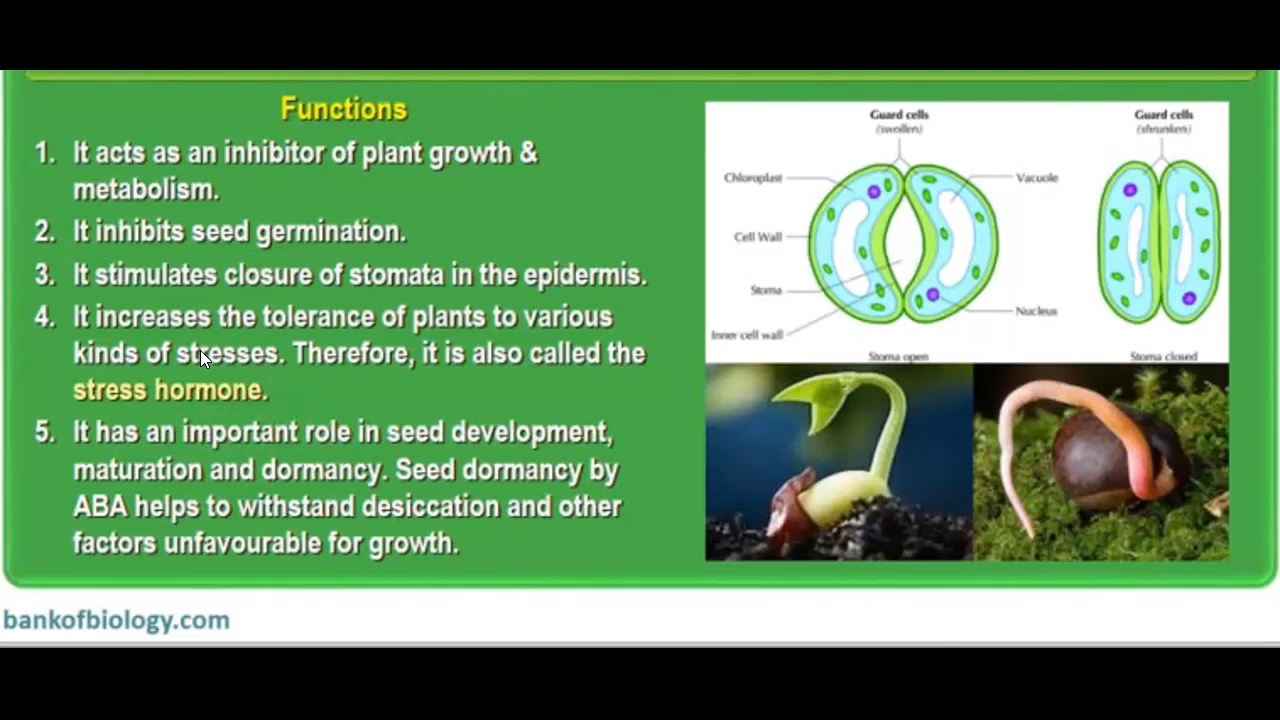 Functions
1. It acts as an inhibitor of plant growth &
metabolism.
2. It inhibits seed germination.
3. It stimulates closure of stomata in the epidermis.
4. It increases the tolerance of plants to various
kinds of stresses. Therefore, it is also called the
stress hormone.
5. It has an important role in seed development,
maturation and dormancy. Seed dormancy by
ABA helps to withstand desiccation and other
factors unfavourable for growth.
Guard cells
(swollen)
Guard cells
(shrunken)
Chloroplast
Vacuole
Cell Wall
Stoma
Nucleus
Inner cell wall
Stoma open
Stoma closed
bankofbiology.com